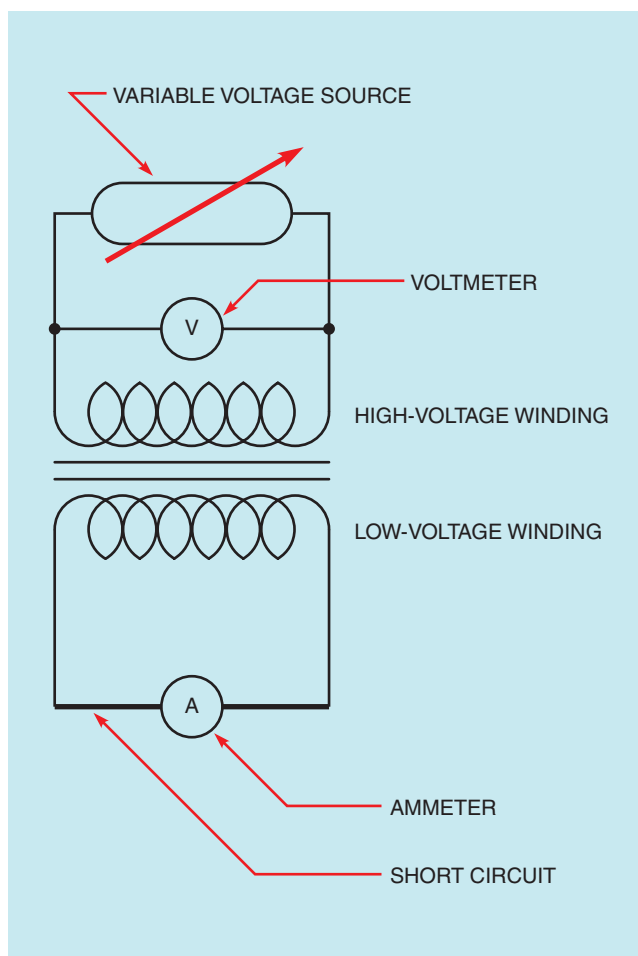 VARIABLE VOLTAGE SOURCE
VOLTMETER
V
HIGH-VOLTAGE WINDING
LOW-VOLTAGE WINDING
A
AMMETER
SHORT CIRCUIT